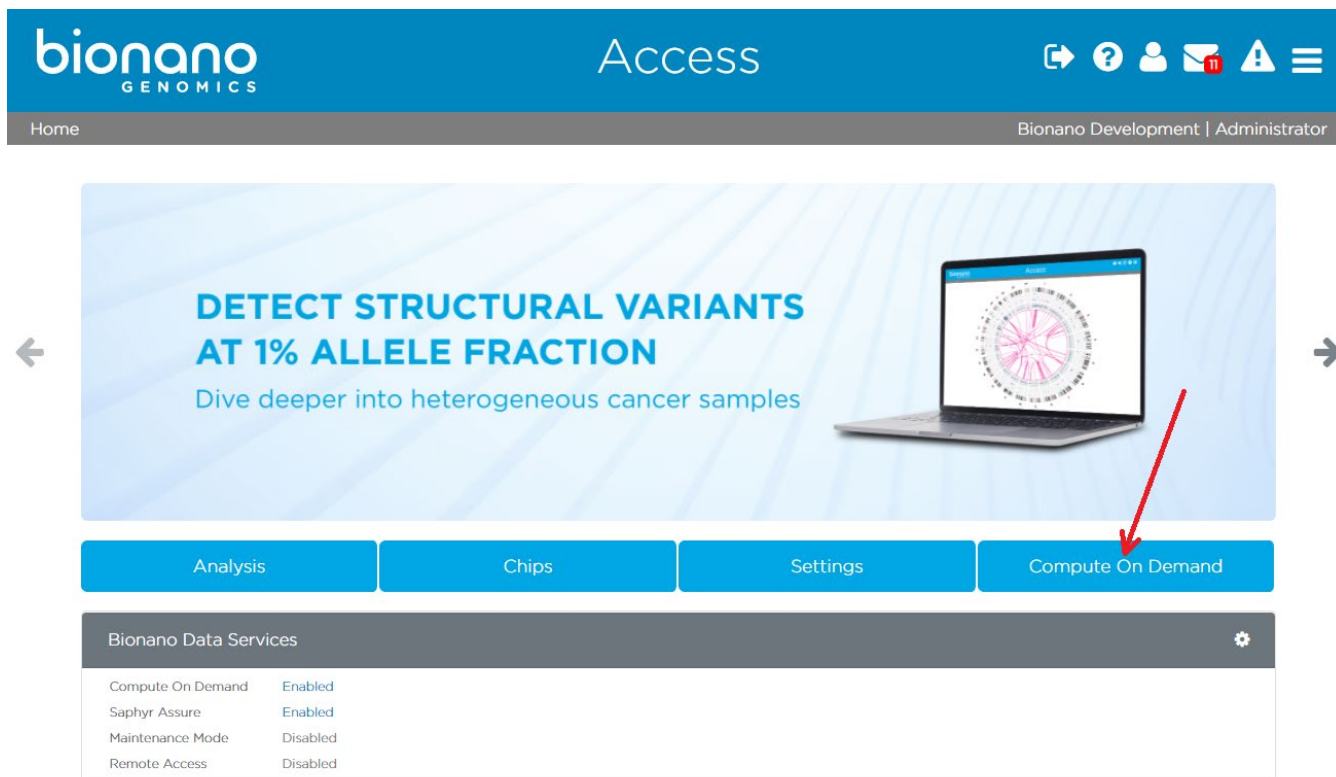 bionano
GENOMICS
Access
11
Home
Bionano Development | Administrator
DETECT STRUCTURAL VARIANTS
AT 1% ALLELE FRACTION
Dive deeper into heterogeneous cancer samples
Access
Analysis
Chips
Settings
Compute On Demand
Bionano Data Services
Compute On Demand Enabled
Saphyr Assure Enabled
Maintenance Mode Disabled
Remote Access Disabled